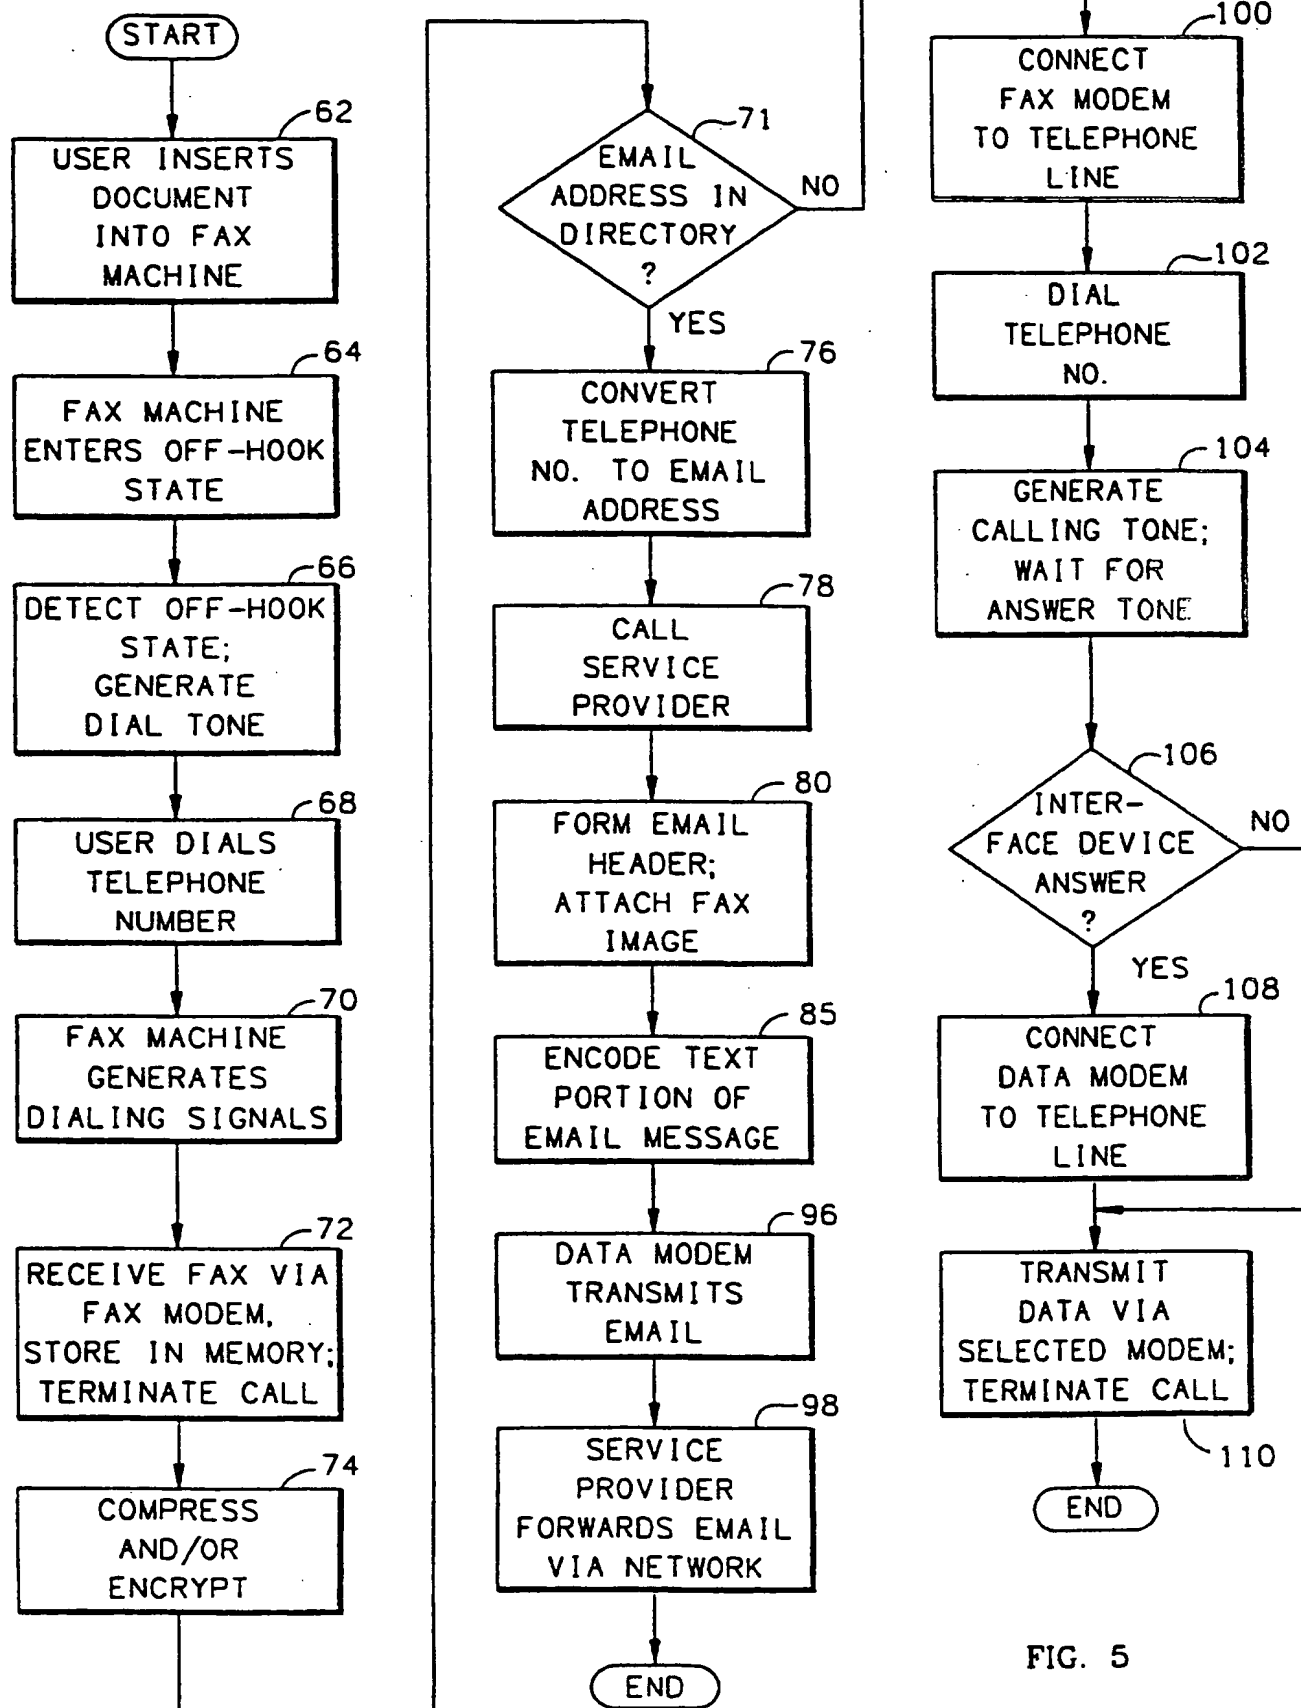 START
62
USER INSERTS
DOCUMENT
INTO FAX
MACHINE
64
FAX MACHINE
ENTERS OFF-HOOK
STATE
66
DETECT OFF-HOOK
STATE;
GENERATE
DIAL TONE
68
USER DIALS
TELEPHONE
NUMBER
70
FAX MACHINE
GENERATES
DIALING SIGNALS
72
RECEIVE FAX VIA
FAX MODEM,
STORE IN MEMORY;
TERMINATE CALL
74
COMPRESS
AND/OR
ENCRYPT
71
EMAIL
ADDRESS IN
DIRECTORY
?
NO
YES
76
CONVERT
TELEPHONE
NO. TO EMAIL
ADDRESS
78
CALL
SERVICE
PROVIDER
80
FORM EMAIL
HEADER;
ATTACH FAX
IMAGE
85
ENCODE TEXT
PORTION OF
EMAIL MESSAGE
96
DATA MODEM
TRANSMITS
EMAIL
98
SERVICE
PROVIDER
FORWARDS EMAIL
VIA NETWORK
END
100
CONNECT
FAX MODEM
TO TELEPHONE
LINE
102
DIAL
TELEPHONE
NO.
104
GENERATE
CALLING TONE;
WAIT FOR
ANSWER TONE
106
INTER-
FACE DEVICE
ANSWER
?
NO
YES
108
CONNECT
DATA MODEM
TO TELEPHONE
LINE
TRANSMIT
DATA VIA
SELECTED MODEM;
TERMINATE CALL
110
END
FIG. 5